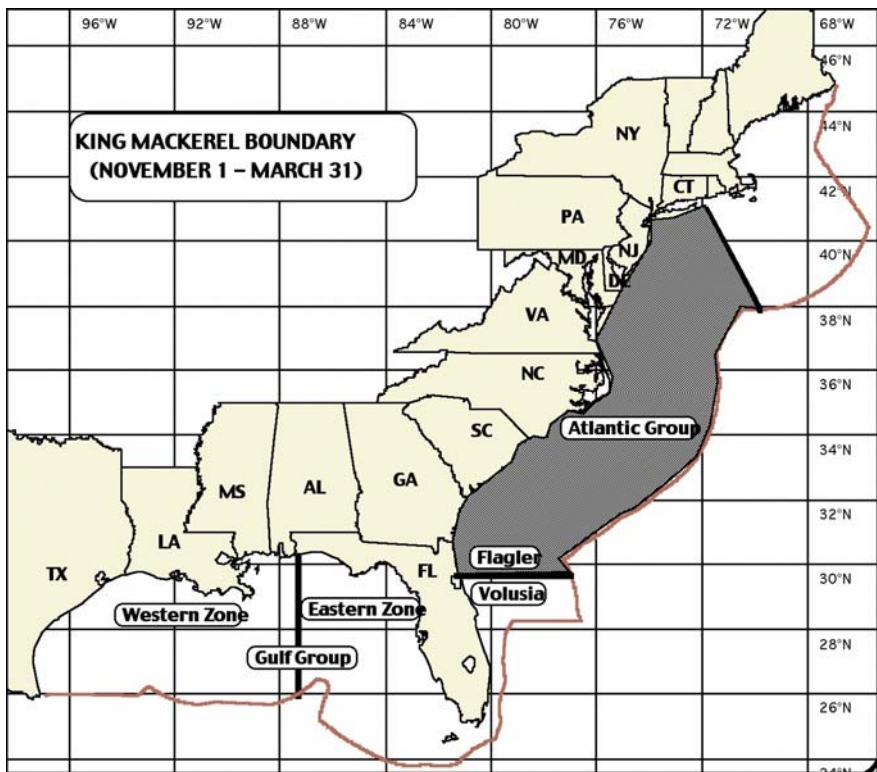 96°W 92°W 88°W 84°W 80°W 76°W 72°W 68°W
46°N
KING MACKEREL BOUNDARY
(NOVEMBER 1 – MARCH 31)
44°N
NY
42°N
CT
PA
40°N
NJ
MD
DE
38°N
VA
36°N
NC
Atlantic Group
34°N
SC
GA
MS
AL
32°N
LA
Flagler
FL
30°N
TX
Volusia
Western Zone
Eastern Zone
28°N
Gulf Group
26°N
24°N